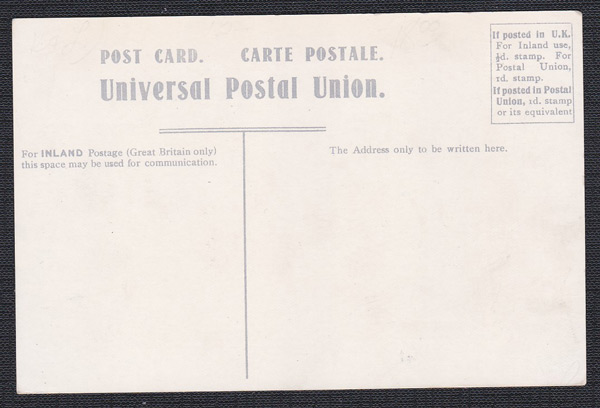 POST CARD. CARTE POSTALE.
Universal Postal Union.
If posted in U.K.
For Inland use,
½d. stamp. For
Postal Union,
1d. stamp.
If posted in Postal
Union, 1d. stamp
or its equivalent
For INLAND Postage (Great Britain only)
this space may be used for communication.
The Address only to be written here.